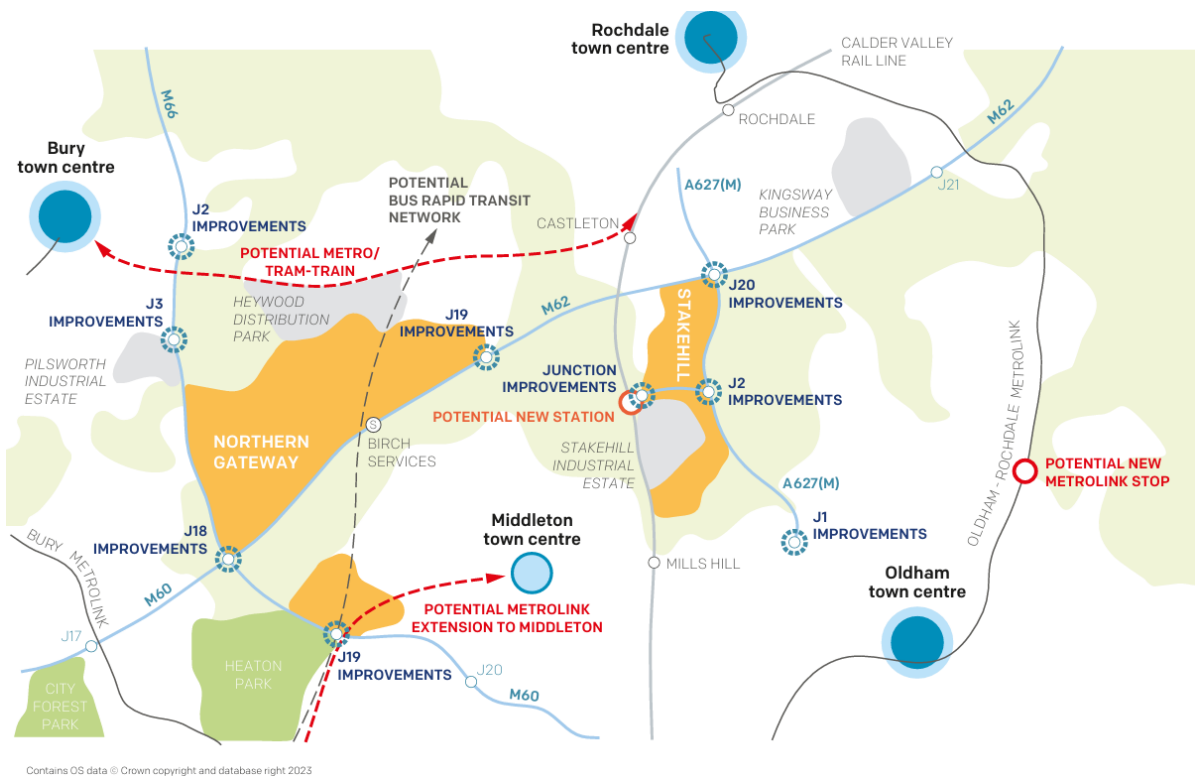 Rochdale
town centre
CALDER VALLEY
RAIL LINE
M66
M62
ROCHDALE
Bury
town centre
J21
A627(M)
POTENTIAL
BUS RAPID TRANSIT
NETWORK
KINGSWAY
BUSINESS
PARK
J2
IMPROVEMENTS
CASTLETON
POTENTIAL METRO/
TRAM-TRAIN
J20
IMPROVEMENTS
HEYWOOD
DISTRIBUTION
PARK
J3
IMPROVEMENTS
M62
J19
IMPROVEMENTS
STAKEHILL
PILSWORTH
INDUSTRIAL
ESTATE
JUNCTION
IMPROVEMENTS
J2
IMPROVEMENTS
POTENTIAL NEW STATION
OLDHAM - ROCHDALE METROLINK
S
BIRCH
SERVICES
NORTHERN
GATEWAY
STAKEHILL
INDUSTRIAL
ESTATE
POTENTIAL NEW
METROLINK STOP
A627(M)
J18
IMPROVEMENTS
Middleton
town centre
J1
IMPROVEMENTS
BURY METROLINK
MILLS HILL
Oldham
town centre
M60
POTENTIAL METROLINK
EXTENSION TO MIDDLETON
J17
J19
IMPROVEMENTS
HEATON
PARK
J20
M60
CITY
FOREST
PARK
Contains OS data © Crown copyright and database right 2023